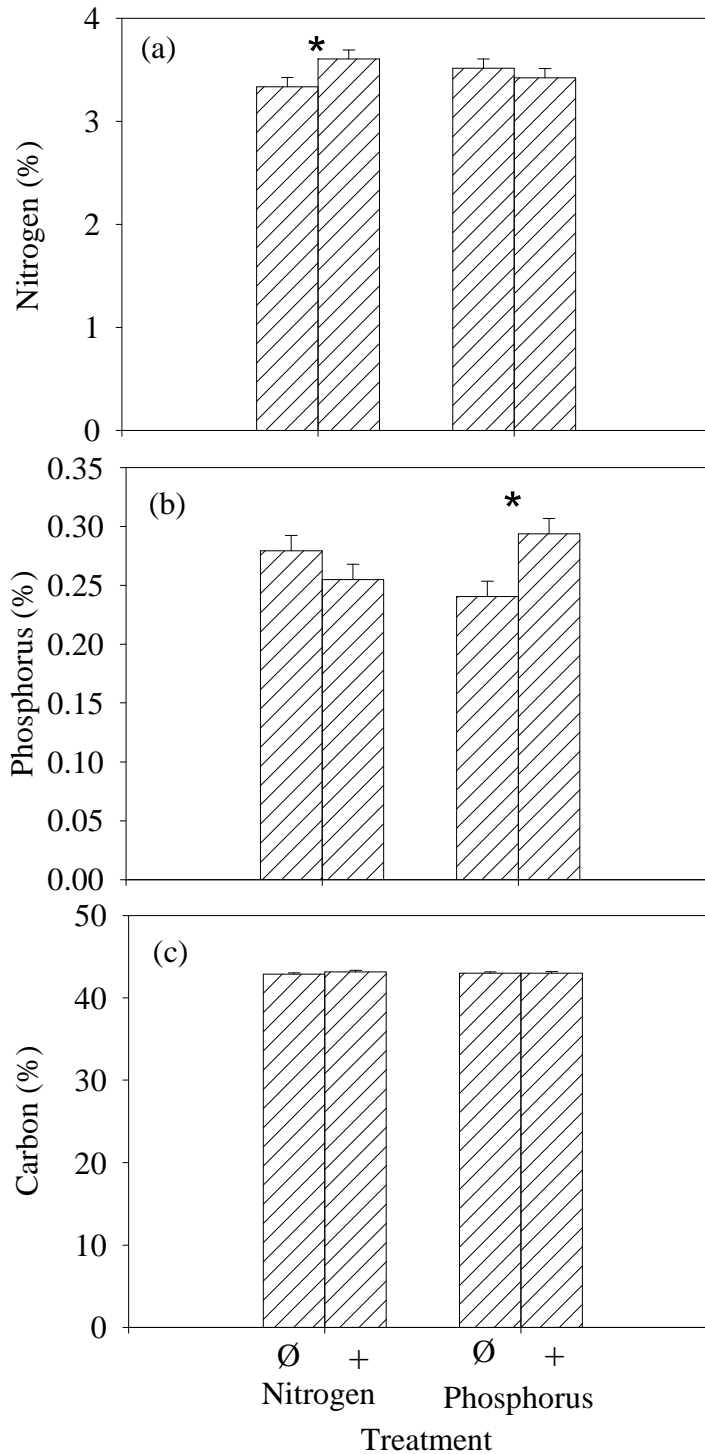 (a)
*
4
3
2
1
0
Nitrogen (%)
(b)
*
0.35
0.30
0.25
0.20
0.15
0.10
0.05
0.00
Phosphorus (%)
(c)
50
40
30
20
10
0
Carbon (%)
Ø + Ø +
Nitrogen Phosphorus
Treatment